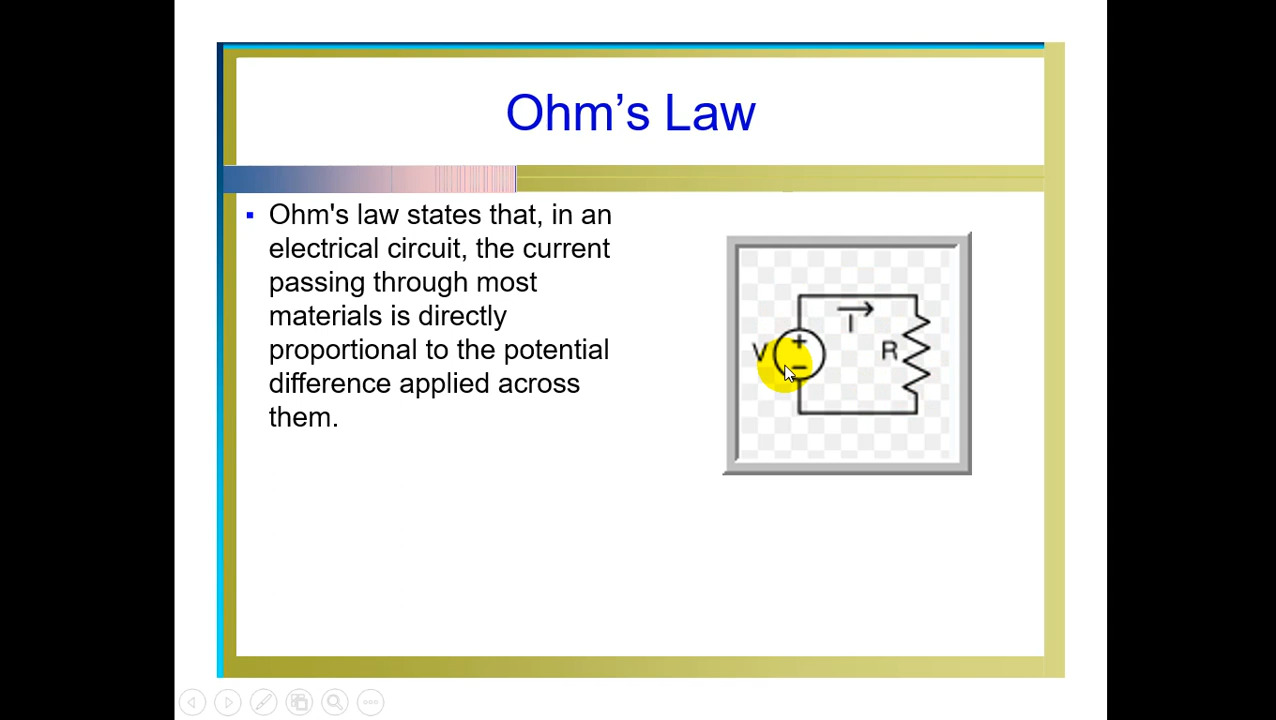 Ohm’s Law
▪ Ohm's law states that, in an
electrical circuit, the current
passing through most
materials is directly
proportional to the potential
difference applied across
them.
+
I
V
R
−